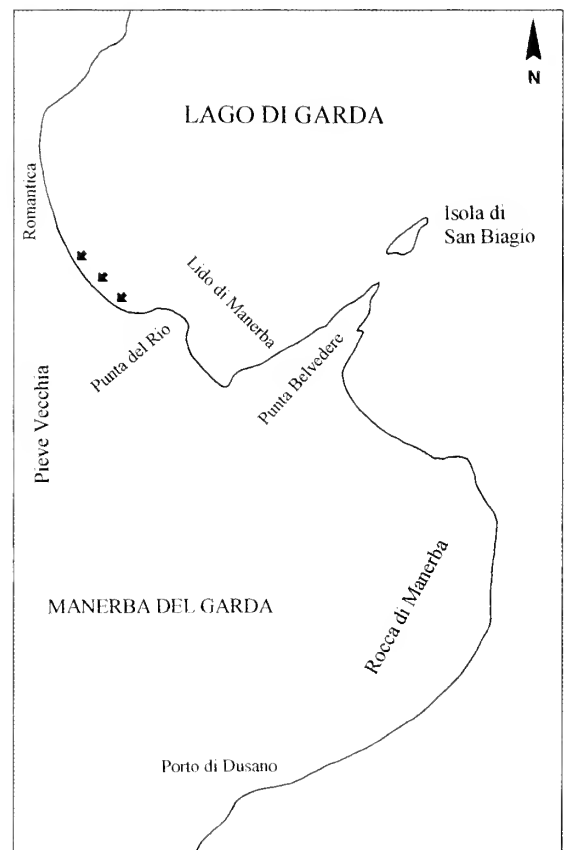 N
LAGO DI GARDA
Romantica
Isola di
San Biagio
Lido di Manerba
Punta del Rio
Punta Belvedere
Pieve Vecchia
Rocca di Manerba
MANERBA DEL GARDA
Porto di Dusano